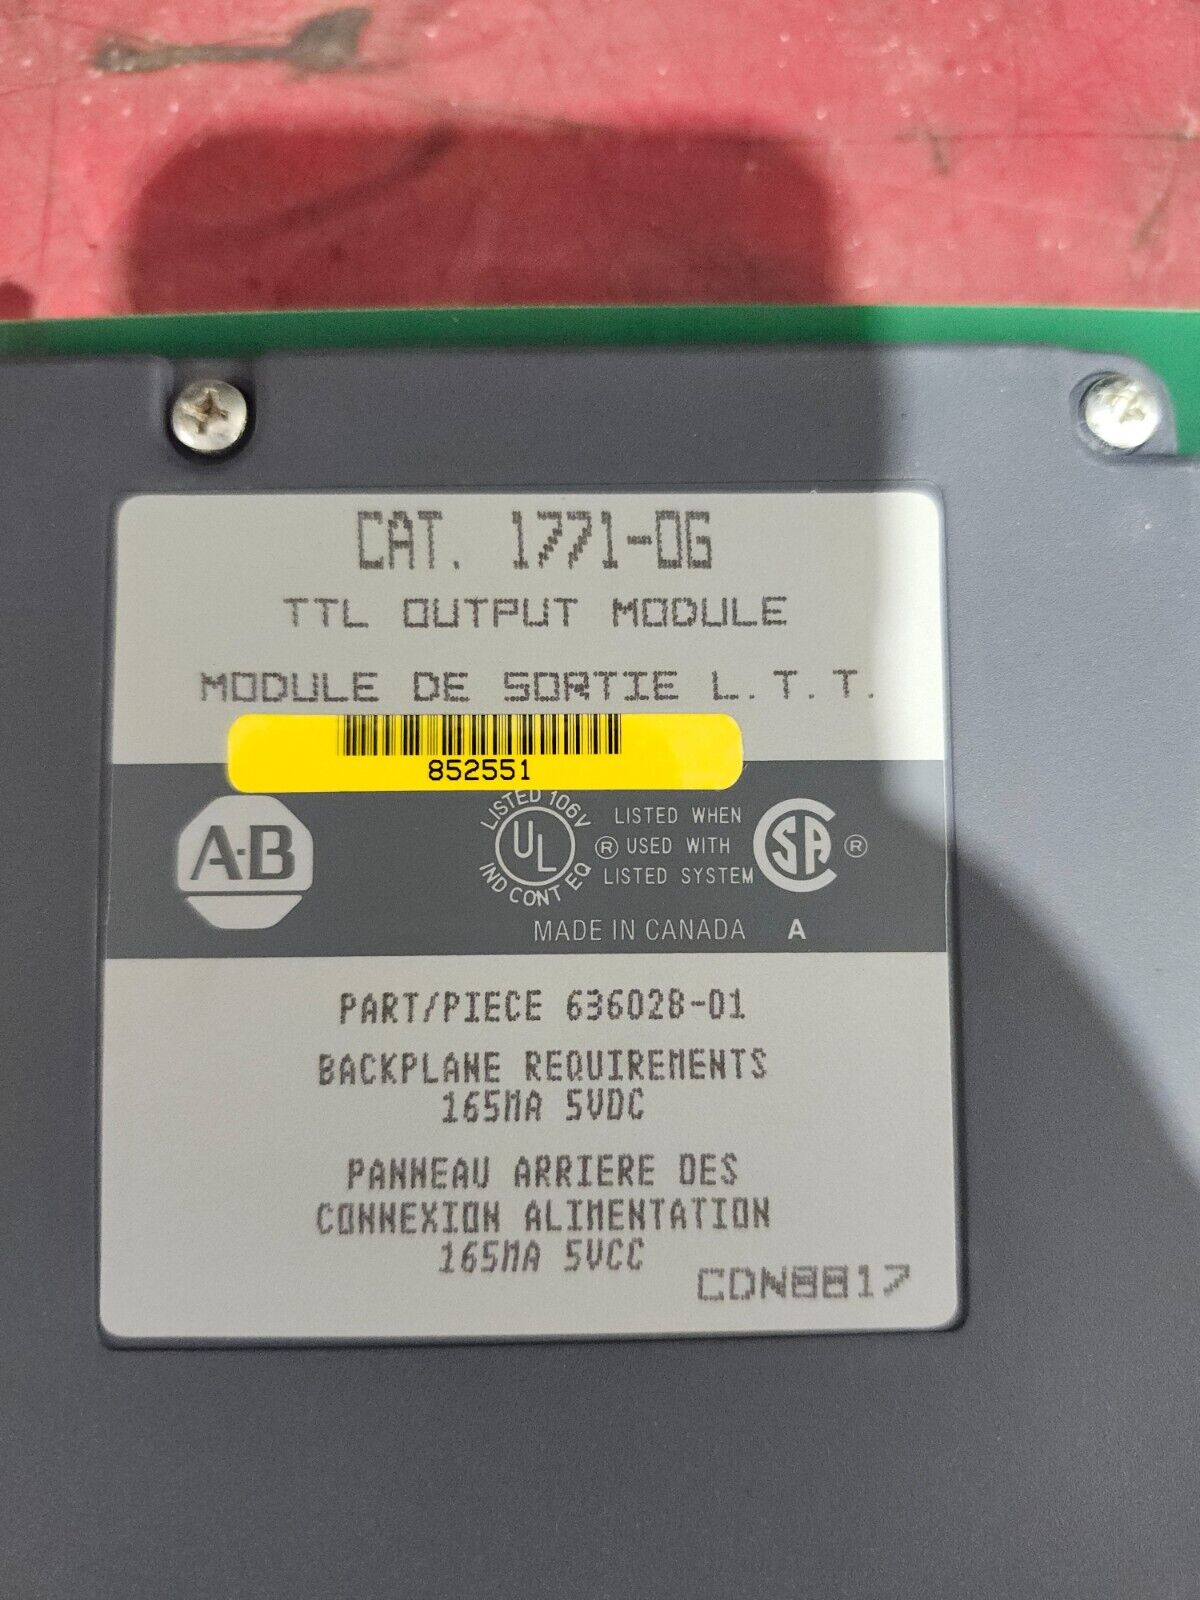 CAT. 1771-OG
TTL OUTPUT MODULE
MODULE DE SORTIE L.T.T.
852551
A·B
LISTED 106V
UL
IND CONT EQ
® LISTED WHEN
USED WITH
LISTED SYSTEM
SA ®
MADE IN CANADA A
PART/PIECE 636028-01
BACKPLANE REQUIREMENTS
165MA 5VDC
PANNEAU ARRIERE DES
CONNEXION ALIMENTATION
165MA 5VCC
CDN8817